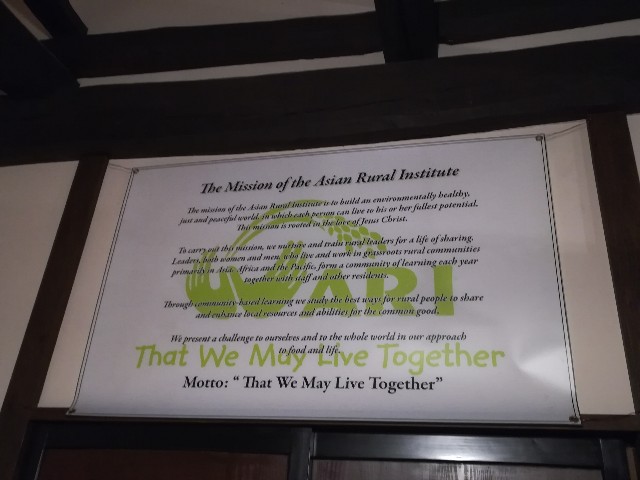 The Mission of the Asian Rural Institute
The mission of the Asian Rural Institute is to build an environmentally healthy,
just and peaceful world, in which each person can live to his or her fullest potential.
This mission is rooted in the love of Jesus Christ.
To carry out this mission, we nurture and train rural leaders for a life of sharing.
Leaders, both women and men, who live and work in grassroots rural communities
primarily in Asia, Africa and the Pacific, form a community of learning each year
together with staff and other residents.
ARI
Through community-based learning we study the best ways for rural people to share
and enhance local resources and abilities for the common good.
We present a challenge to ourselves and to the whole world in our approach
to food and life.
That We May Live Together
Motto: “ That We May Live Together”